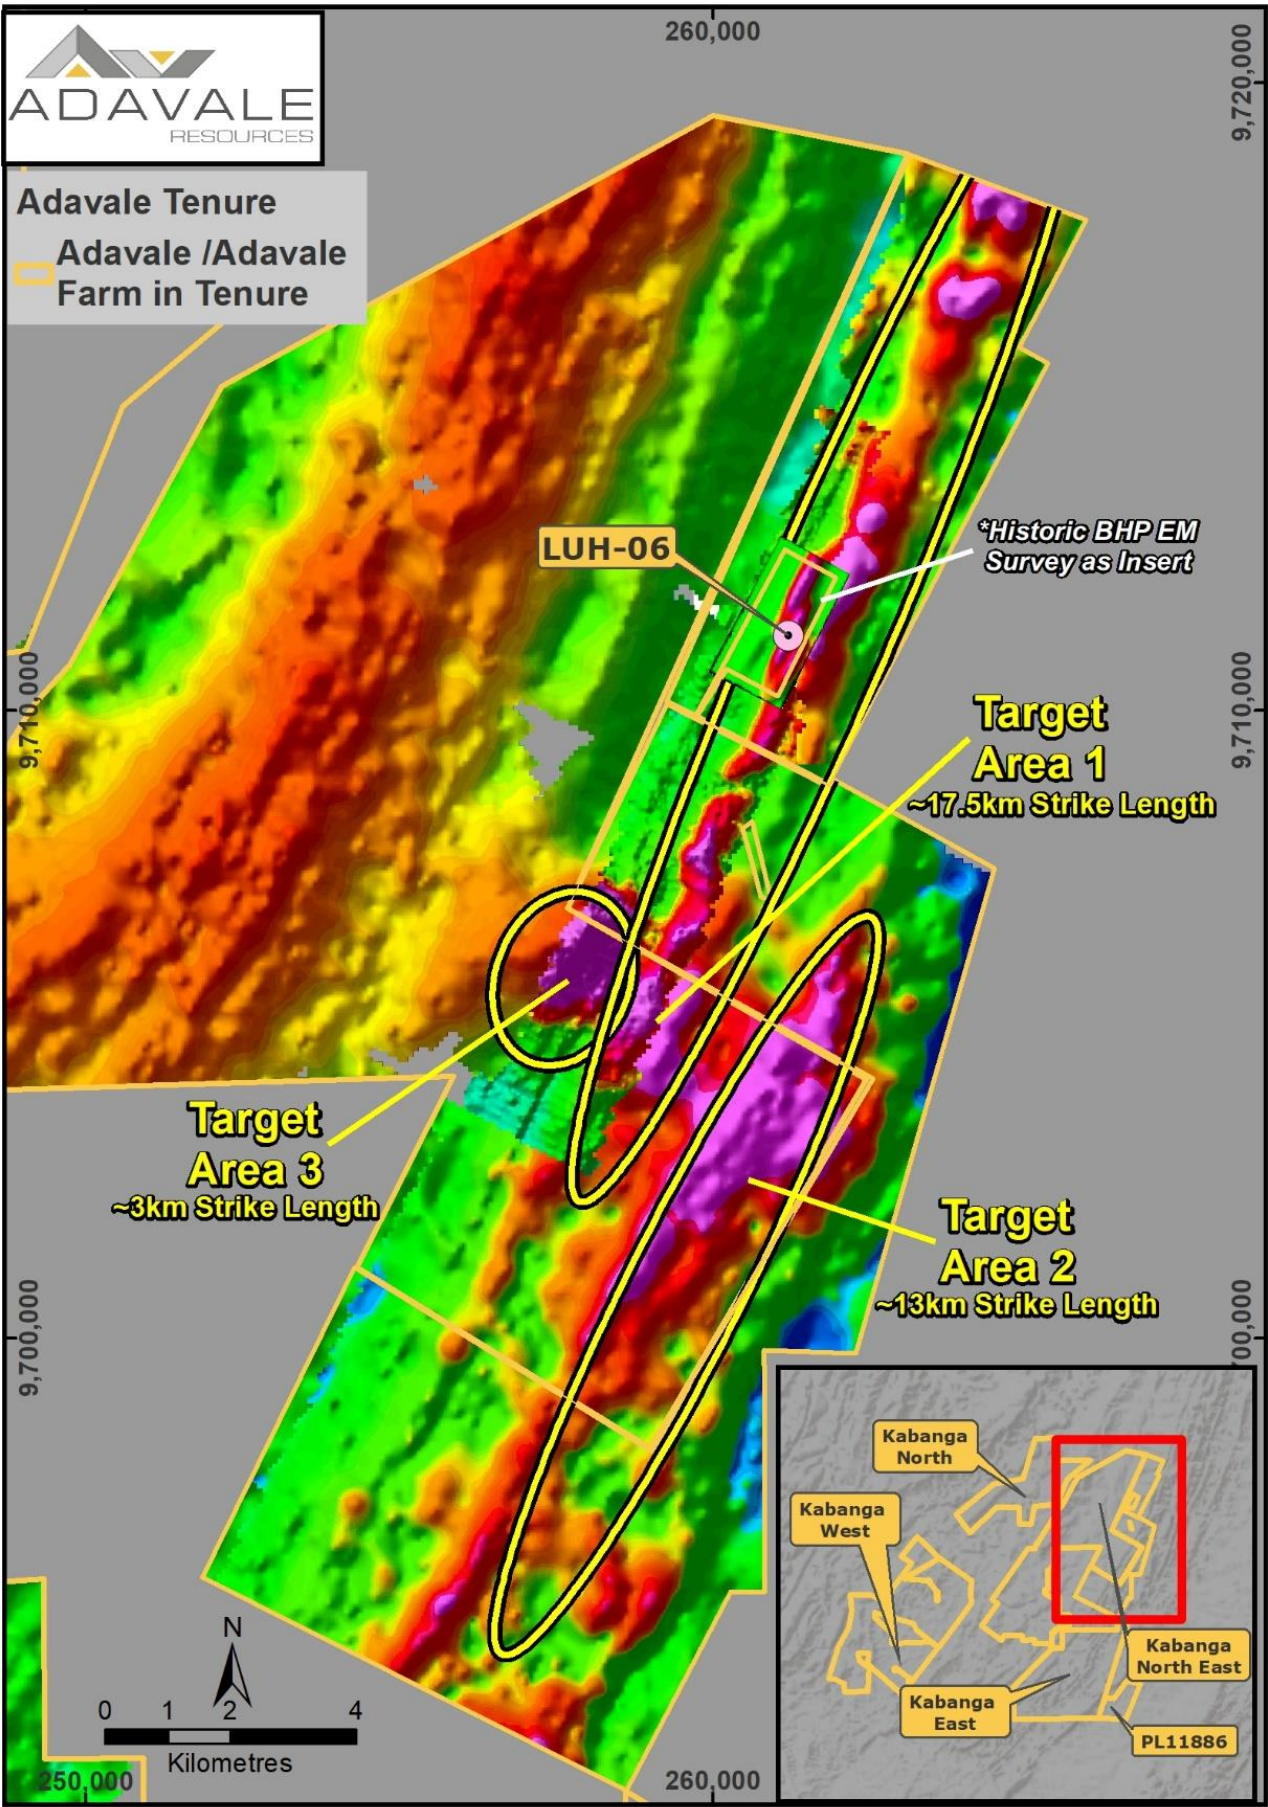 260,000
9,720,000
ADAVALE
RESOURCES
Adavale Tenure
Adavale /Adavale
Farm in Tenure
LUH-06
*Historic BHP EM
Survey as Insert
9,710,000
9,710,000
Target
Area 1
~17.5km Strike Length
Target
Area 3
~3km Strike Length
Target
Area 2
~13km Strike Length
9,700,000
00,000
N
0 1 2 4
Kilometres
250,000
260,000
Kabanga
North
Kabanga
West
Kabanga
North East
Kabanga
East
PL11886